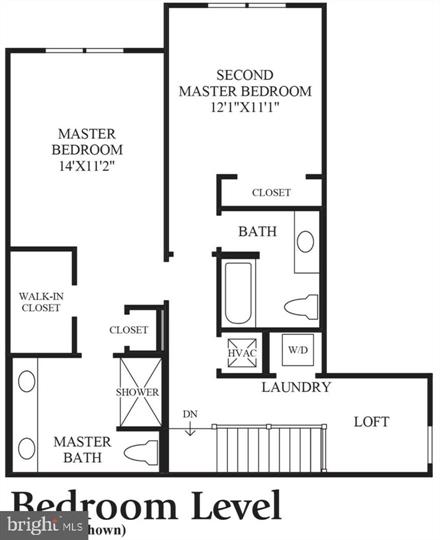 SECOND
MASTER BEDROOM
12'1"X11'1"
MASTER
BEDROOM
14'X11'2"
CLOSET
BATH
WALK-IN
CLOSET
CLOSET
HVAC
W/D
SHOWER
LAUNDRY
DN
LOFT
MASTER
BATH
Bedroom Level
bright MLS
hown)